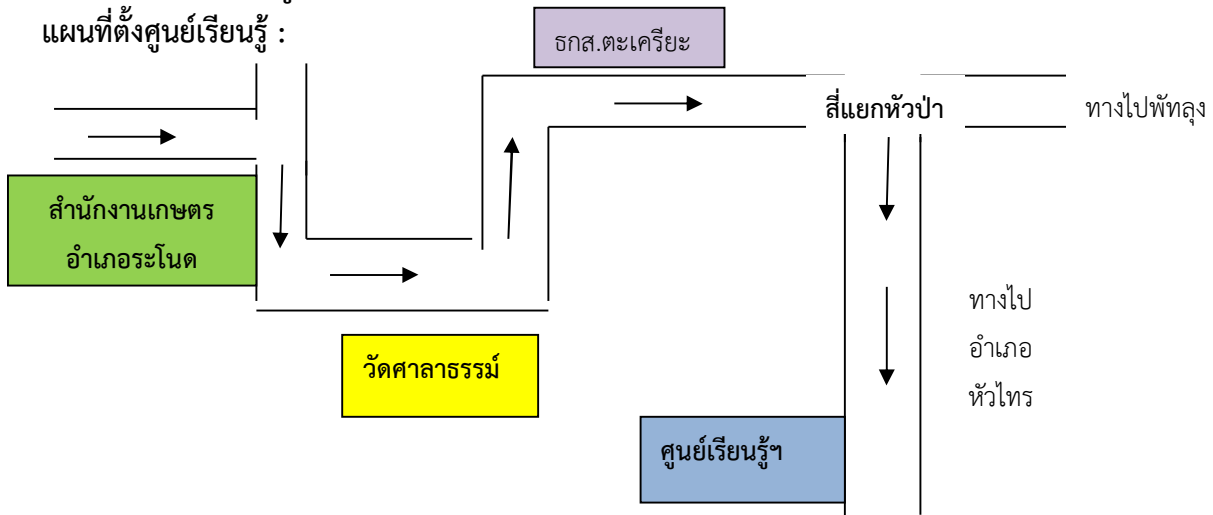 แผนที่ตั้งศูนย์เรียนรู้ :
ธกส.ตะเครียะ
สี่แยกหัวป่า
ทางไปพัทลุง
สำนักงานเกษตร
อำเภอระโนด
ทางไป
อำเภอ
หัวไทร
วัดศาลาธรรม์
ศูนย์เรียนรู้ฯ